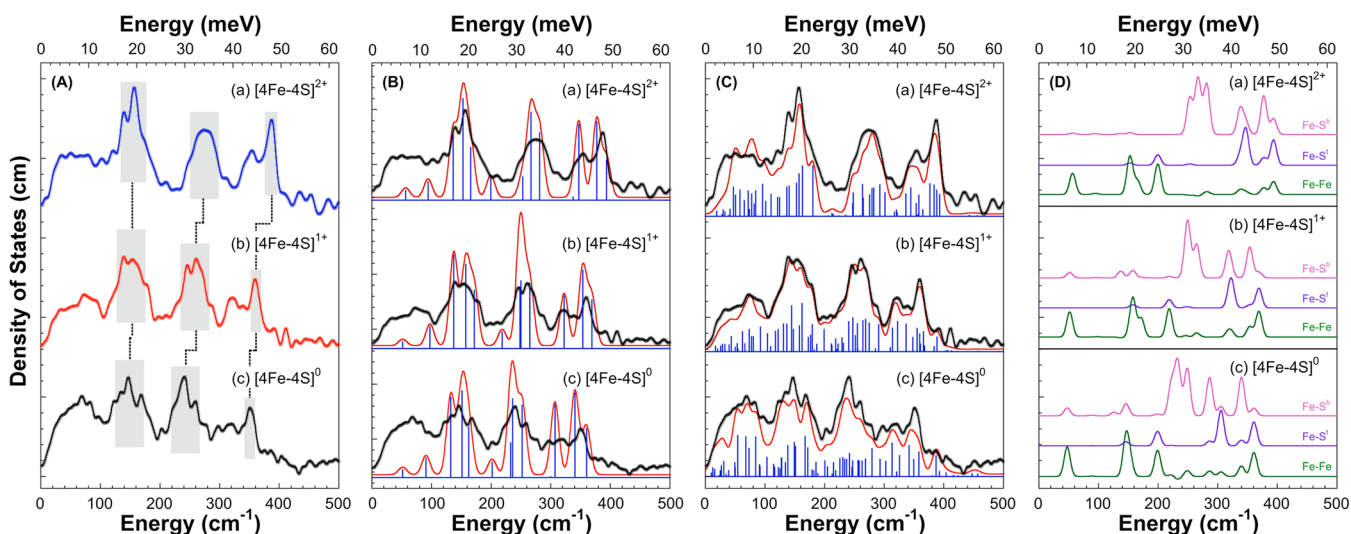 Energy (meV)
0 10 20 30 40 50 60
Energy (meV)
0 10 20 30 40 50 60
Energy (meV)
0 10 20 30 40 50 60
Energy (meV)
0 10 20 30 40 50 60
Density of States (cm)
(A)
(a) [4Fe-4S]²⁺
(b) [4Fe-4S]¹⁺
(c) [4Fe-4S]⁰
(B)
(a) [4Fe-4S]²⁺
(b) [4Fe-4S]¹⁺
(c) [4Fe-4S]⁰
(C)
(a) [4Fe-4S]²⁺
(b) [4Fe-4S]¹⁺
(c) [4Fe-4S]⁰
(D)
(a) [4Fe-4S]²⁺
Fe-Sᵇ
Fe-Sᵗ
Fe-Fe
(b) [4Fe-4S]¹⁺
Fe-Sᵇ
Fe-Sᵗ
Fe-Fe
(c) [4Fe-4S]⁰
Fe-Sᵇ
Fe-Sᵗ
Fe-Fe
0 100 200 300 400 500
Energy (cm⁻¹)
0 100 200 300 400 500
Energy (cm⁻¹)
0 100 200 300 400 500
Energy (cm⁻¹)
0 100 200 300 400 500
Energy (cm⁻¹)